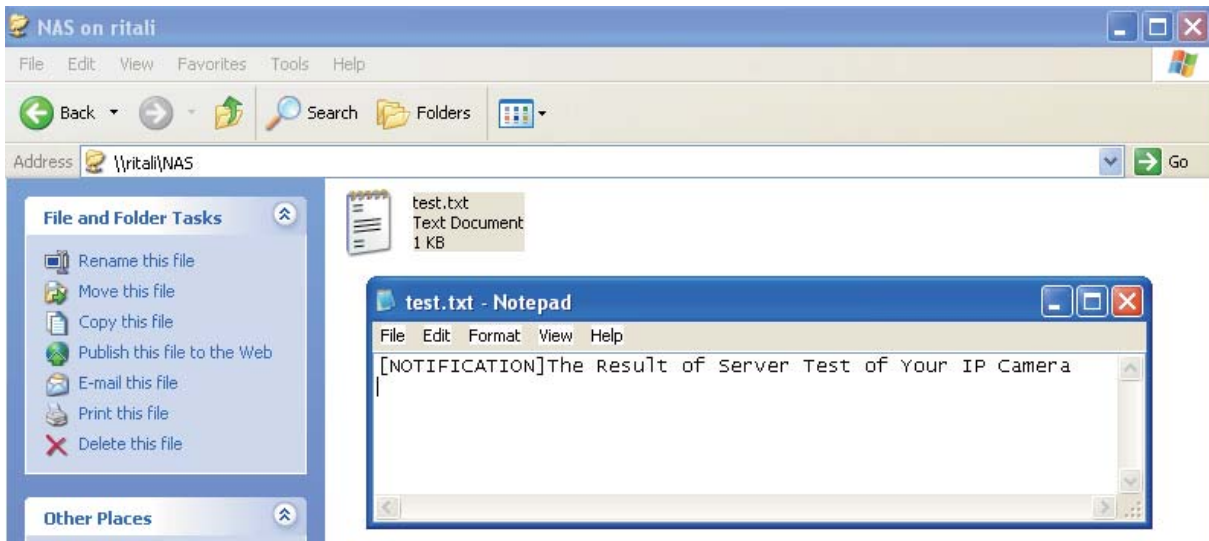 NAS on ritali
File Edit View Favorites Tools Help
Back Search Folders
Address \\ritali\NAS Go
File and Folder Tasks
Rename this file
Move this file
Copy this file
Publish this file to the Web
E-mail this file
Print this file
Delete this file
Other Places
test.txt
Text Document
1 KB
test.txt - Notepad
File Edit Format View Help
[NOTIFICATION]The Result of Server Test of Your IP Camera